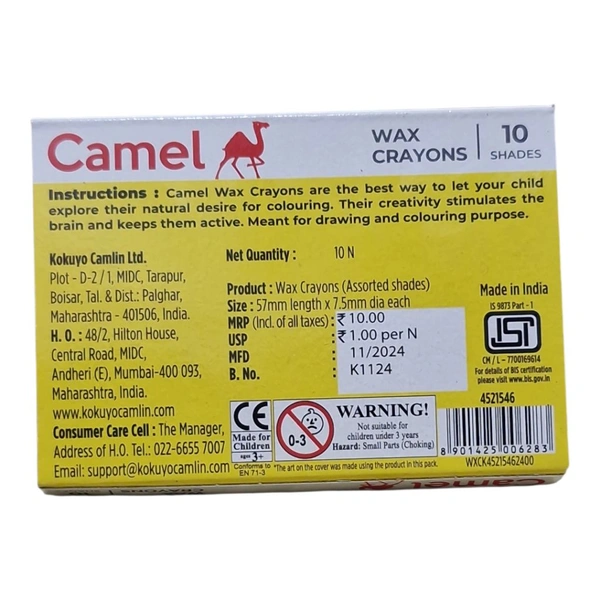 Camel
WAX CRAYONS | 10 SHADES
Instructions : Camel Wax Crayons are the best way to let your child
explore their natural desire for colouring. Their creativity stimulates the
brain and keeps them active. Meant for drawing and colouring purpose.
Kokuyo Camlin Ltd.
Plot - D-2 / 1, MIDC, Tarapur,
Boisar, Tal. & Dist.: Palghar,
Maharashtra - 401506, India.
H. O. : 48/2, Hilton House,
Central Road, MIDC,
Andheri (E), Mumbai-400 093,
Maharashtra, India.
www.kokuyocamlin.com
Consumer Care Cell : The Manager,
Address of H.O. Tel.: 022-6655 7007
Email: support@kokuyocamlin.com
Net Quantity : 10 N
Product : Wax Crayons (Assorted shades)
Size : 57mm length x 7.5mm dia each
MRP (Incl. of all taxes) : ₹ 10.00
USP : ₹ 1.00 per N
MFD 11/2024
B. No. K1124
Made in India
IS 9873 Part - 1
ISI
CM / L – 7700169614
For details of BIS certification
please visit www.bis.gov.in
CE
Made for
Children
ages 3+
Conforms to
EN 71-3
0-3
WARNING!
Not suitable for
children under 3 years
Hazard: Small Parts (Choking)
*The art on the cover was made using the product in this pack.
4521546
8 901425 006283
WXCK45215462400
Camel
CRAYONS